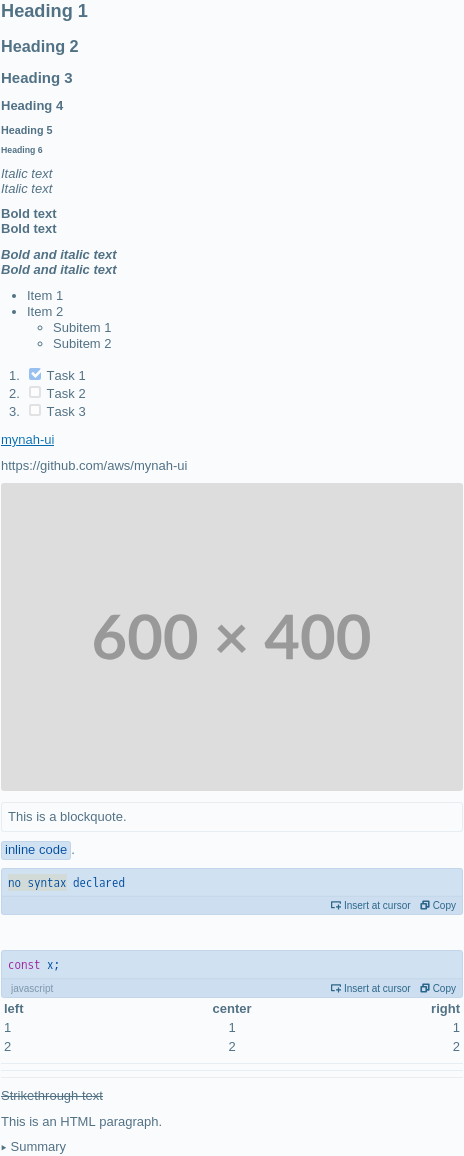 Heading 1
Heading 2
Heading 3
Heading 4
Heading 5
Heading 6
Italic text
Italic text
Bold text
Bold text
Bold and italic text
Bold and italic text
• Item 1
• Item 2
◦ Subitem 1
◦ Subitem 2
1. Task 1
2. Task 2
3. Task 3
mynah-ui
https://github.com/aws/mynah-ui
600 × 400
This is a blockquote.
inline code.
no syntax declared
Insert at cursor Copy
const x;
javascript Insert at cursor Copy
left center right
1 1 1
2 2 2
Strikethrough text
This is an HTML paragraph.
▸ Summary